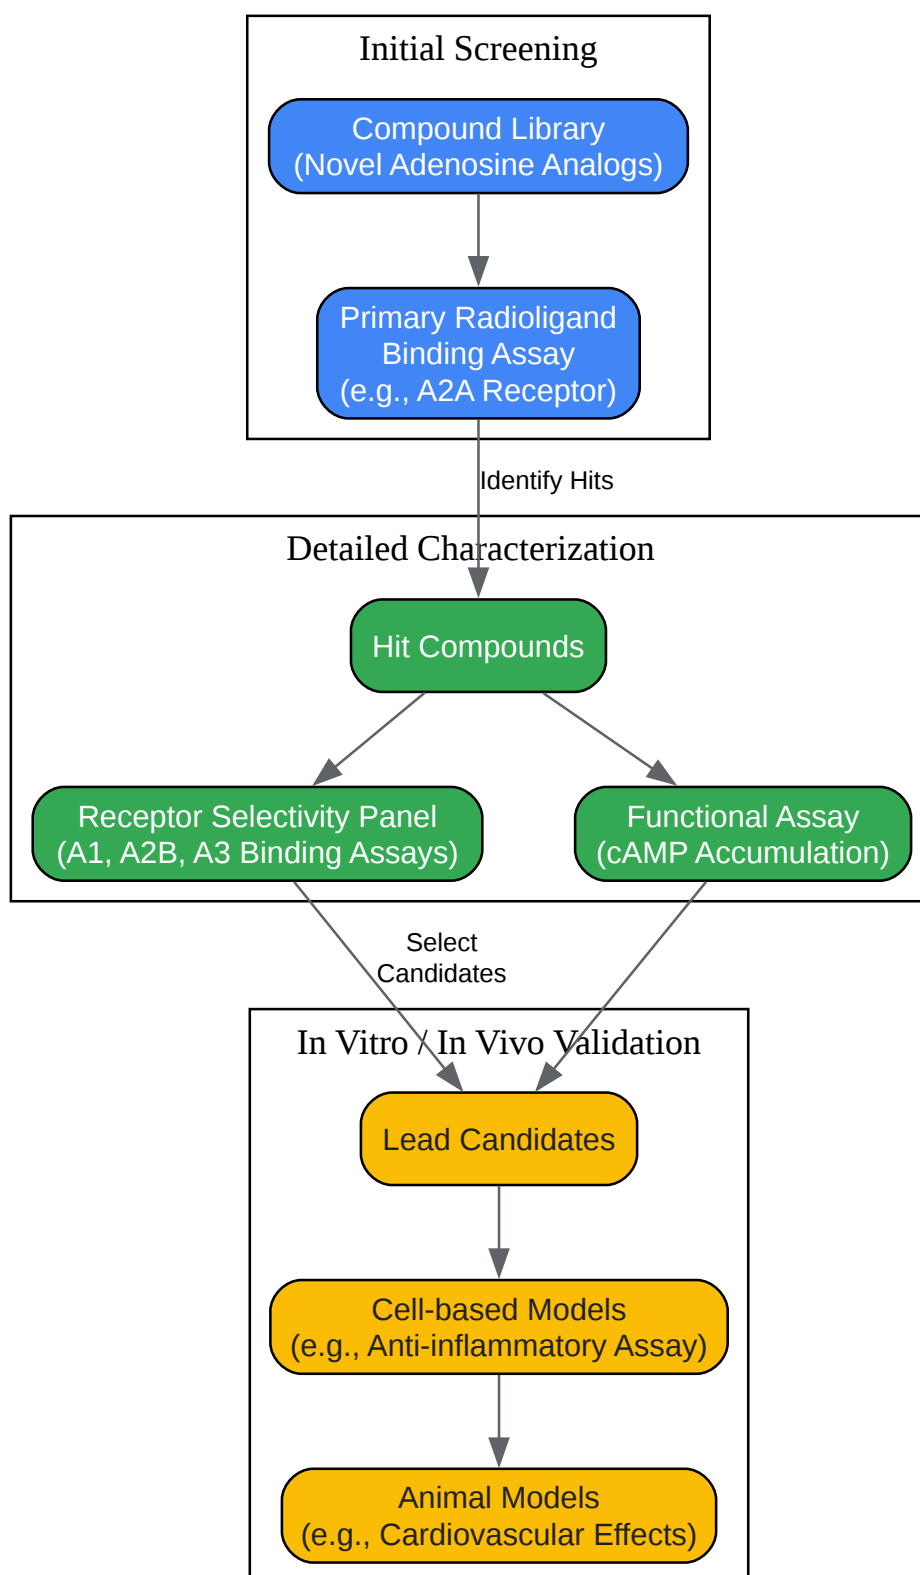 Initial Screening
Compound Library
(Novel Adenosine Analogs)
Primary Radioligand
Binding Assay
(e.g., A2A Receptor)
Identify Hits
Detailed Characterization
Hit Compounds
Receptor Selectivity Panel
(A1, A2B, A3 Binding Assays)
Functional Assay
(cAMP Accumulation)
Select
Candidates
In Vitro / In Vivo Validation
Lead Candidates
Cell-based Models
(e.g., Anti-inflammatory Assay)
Animal Models
(e.g., Cardiovascular Effects)